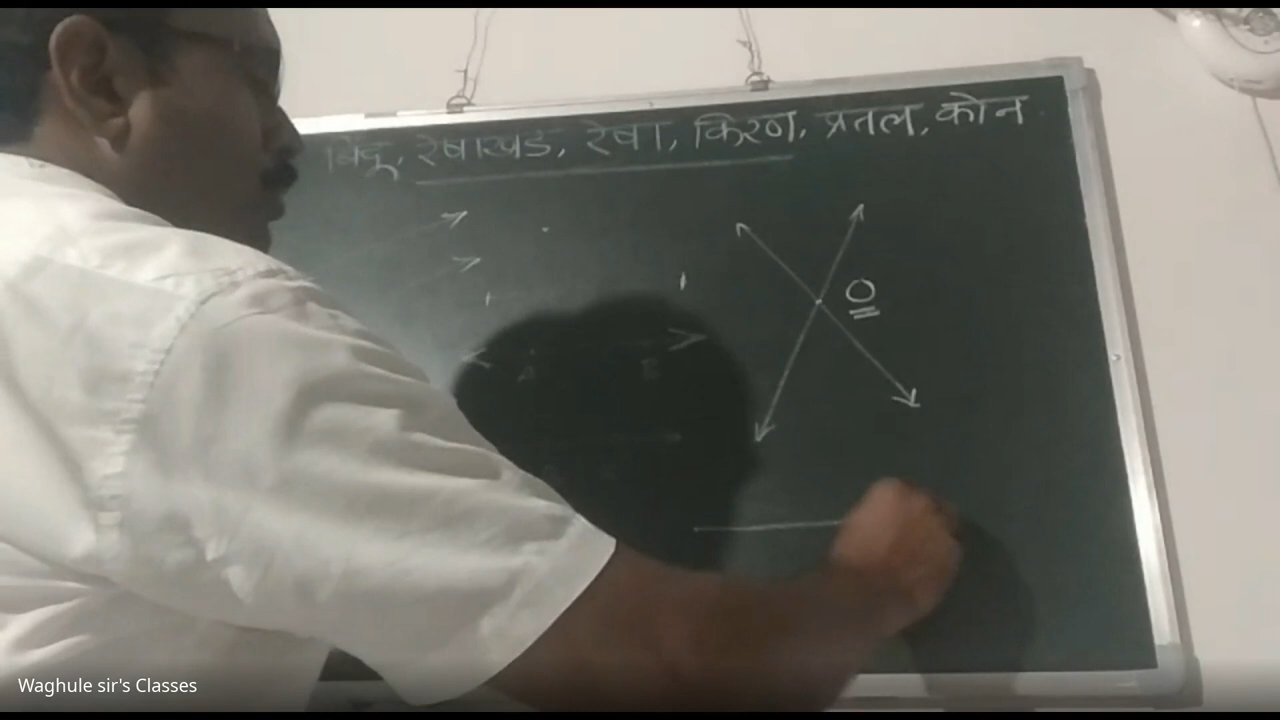 बिंदू, रेषाखंड, रेषा, किरण, प्रतल, कोन
O
A B
Waghule sir's Classes